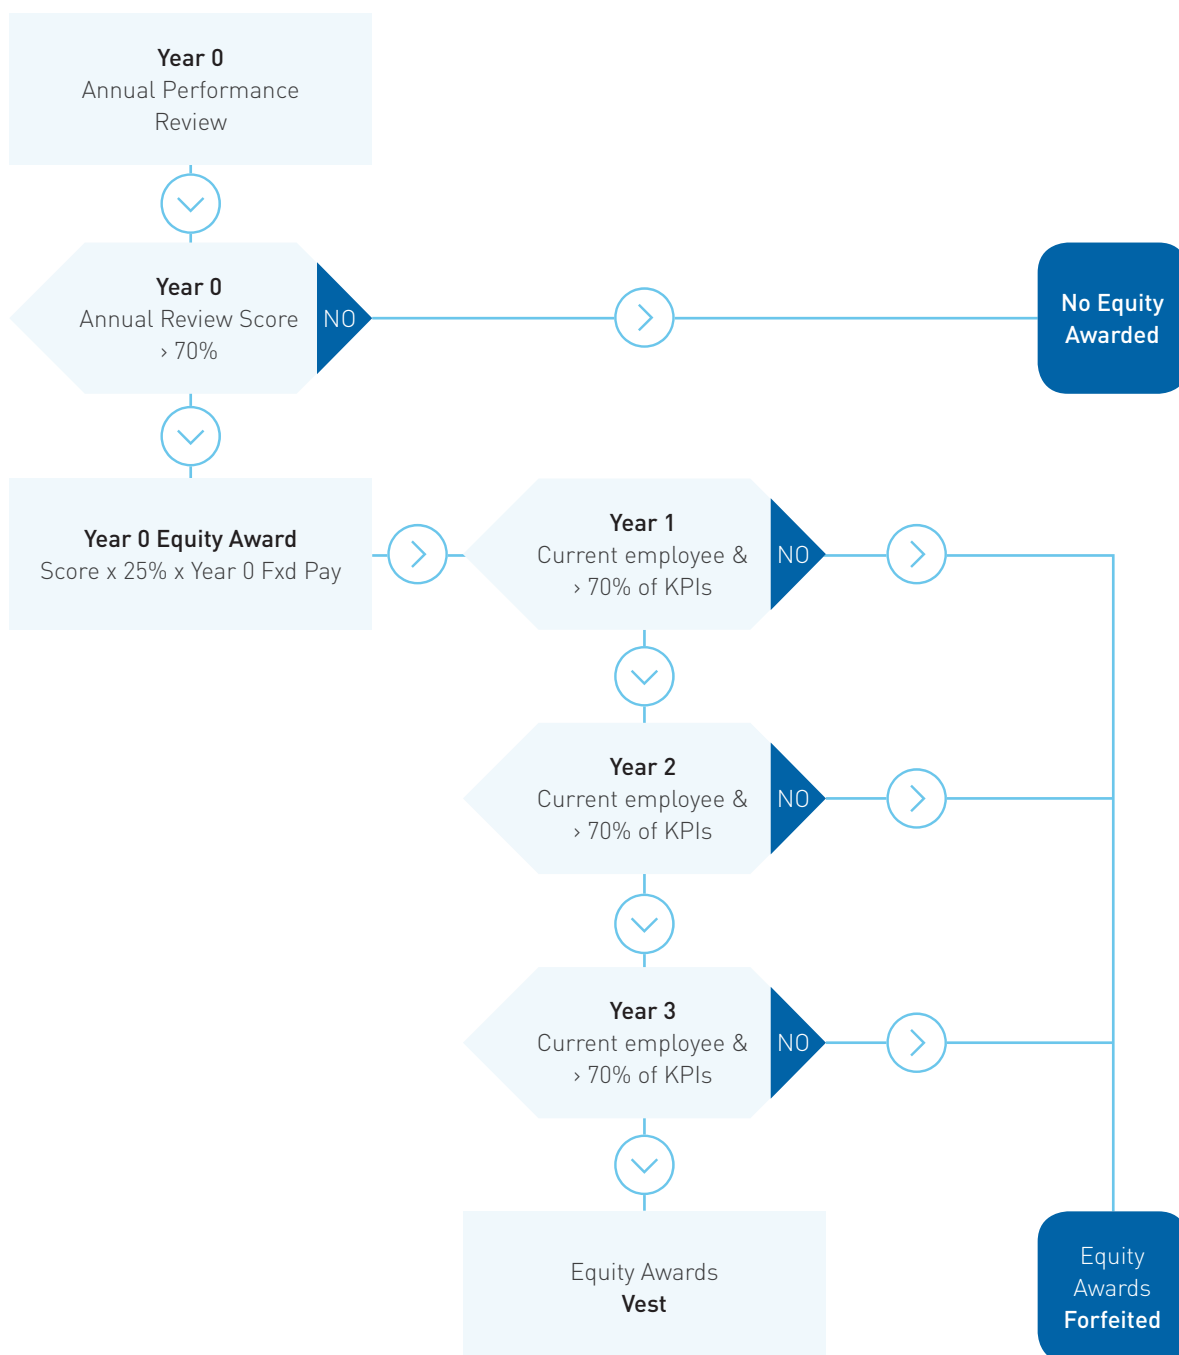 Year 0
Annual Performance
Review
Year 0
Annual Review Score
› 70%
NO
No Equity
Awarded
Year 0 Equity Award
Score x 25% x Year 0 Fxd Pay
Year 1
Current employee &
› 70% of KPIs
NO
Year 2
Current employee &
› 70% of KPIs
NO
Year 3
Current employee &
› 70% of KPIs
NO
Equity Awards
Vest
Equity
Awards
Forfeited